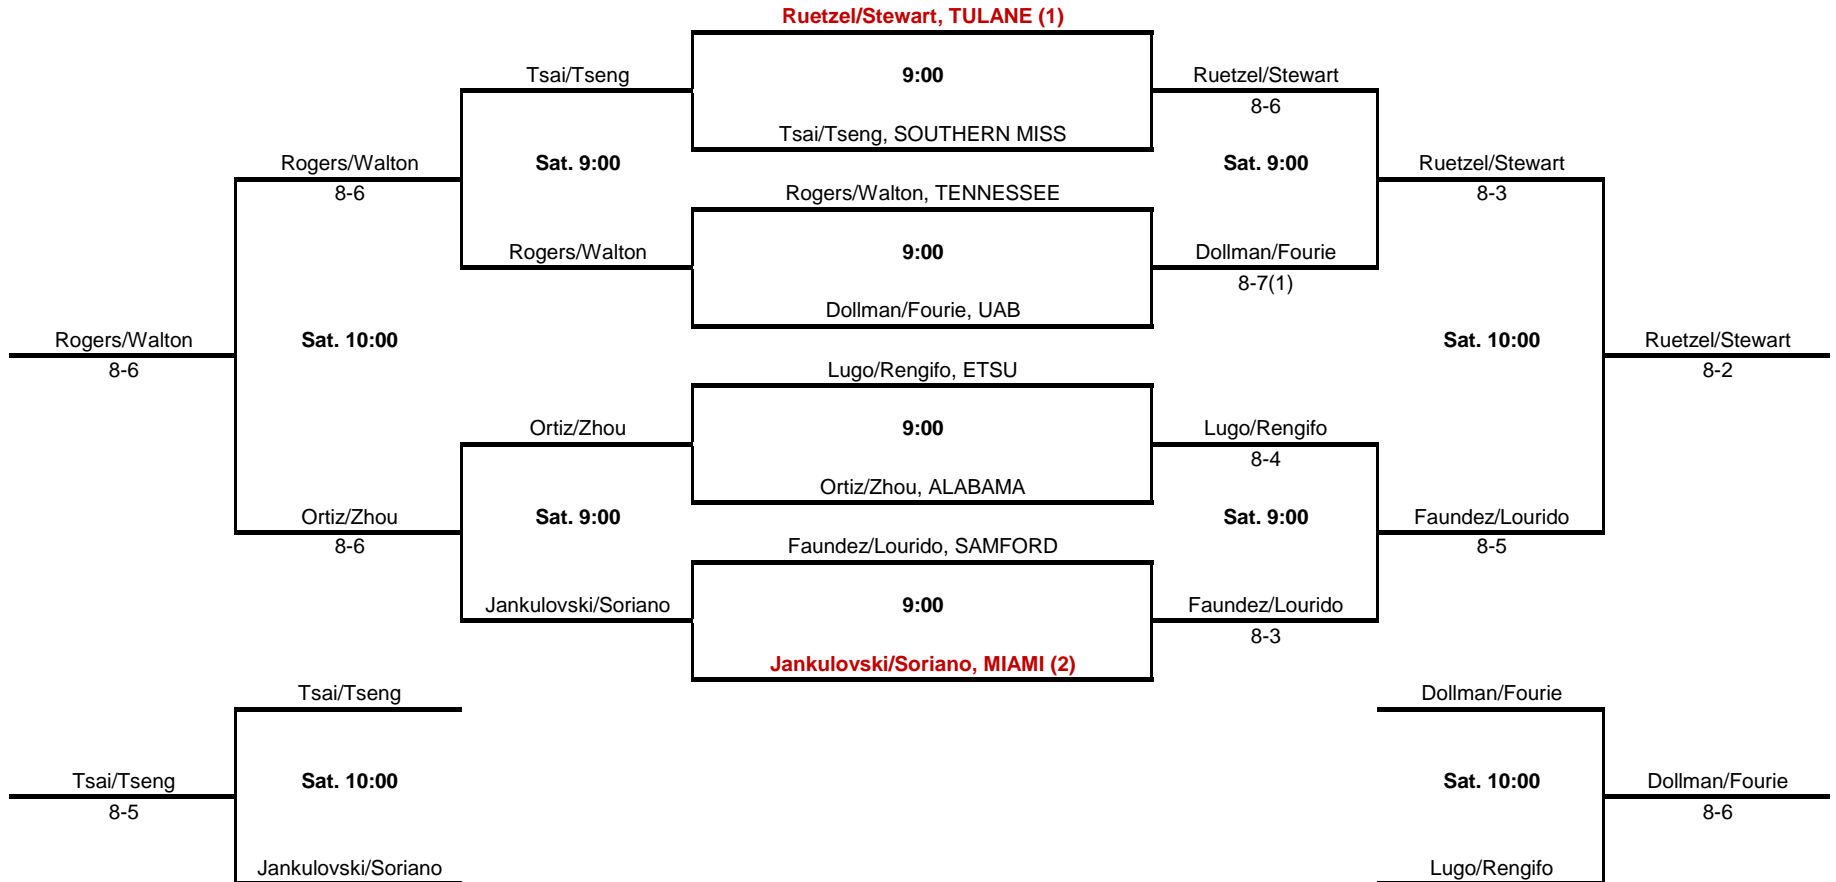 Ruetzel/Stewart, TULANE (1)
Tsai/Tseng 9:00 Ruetzel/Stewart
8-6
Tsai/Tseng, SOUTHERN MISS
Rogers/Walton Sat. 9:00 Sat. 9:00 Ruetzel/Stewart
8-6 Rogers/Walton, TENNESSEE 8-3
Rogers/Walton 9:00 Dollman/Fourie
8-7(1)
Dollman/Fourie, UAB
Rogers/Walton Sat. 10:00 Sat. 10:00 Ruetzel/Stewart
8-6 Lugo/Rengifo, ETSU 8-2
Ortiz/Zhou 9:00 Lugo/Rengifo
8-4
Ortiz/Zhou, ALABAMA
Ortiz/Zhou Sat. 9:00 Sat. 9:00 Faundez/Lourido
8-6 Faundez/Lourido, SAMFORD 8-5
Jankulovski/Soriano 9:00 Faundez/Lourido
8-3
Jankulovski/Soriano, MIAMI (2)
Tsai/Tseng Dollman/Fourie
Tsai/Tseng Sat. 10:00 Sat. 10:00 Dollman/Fourie
8-5 8-6
Jankulovski/Soriano Lugo/Rengifo